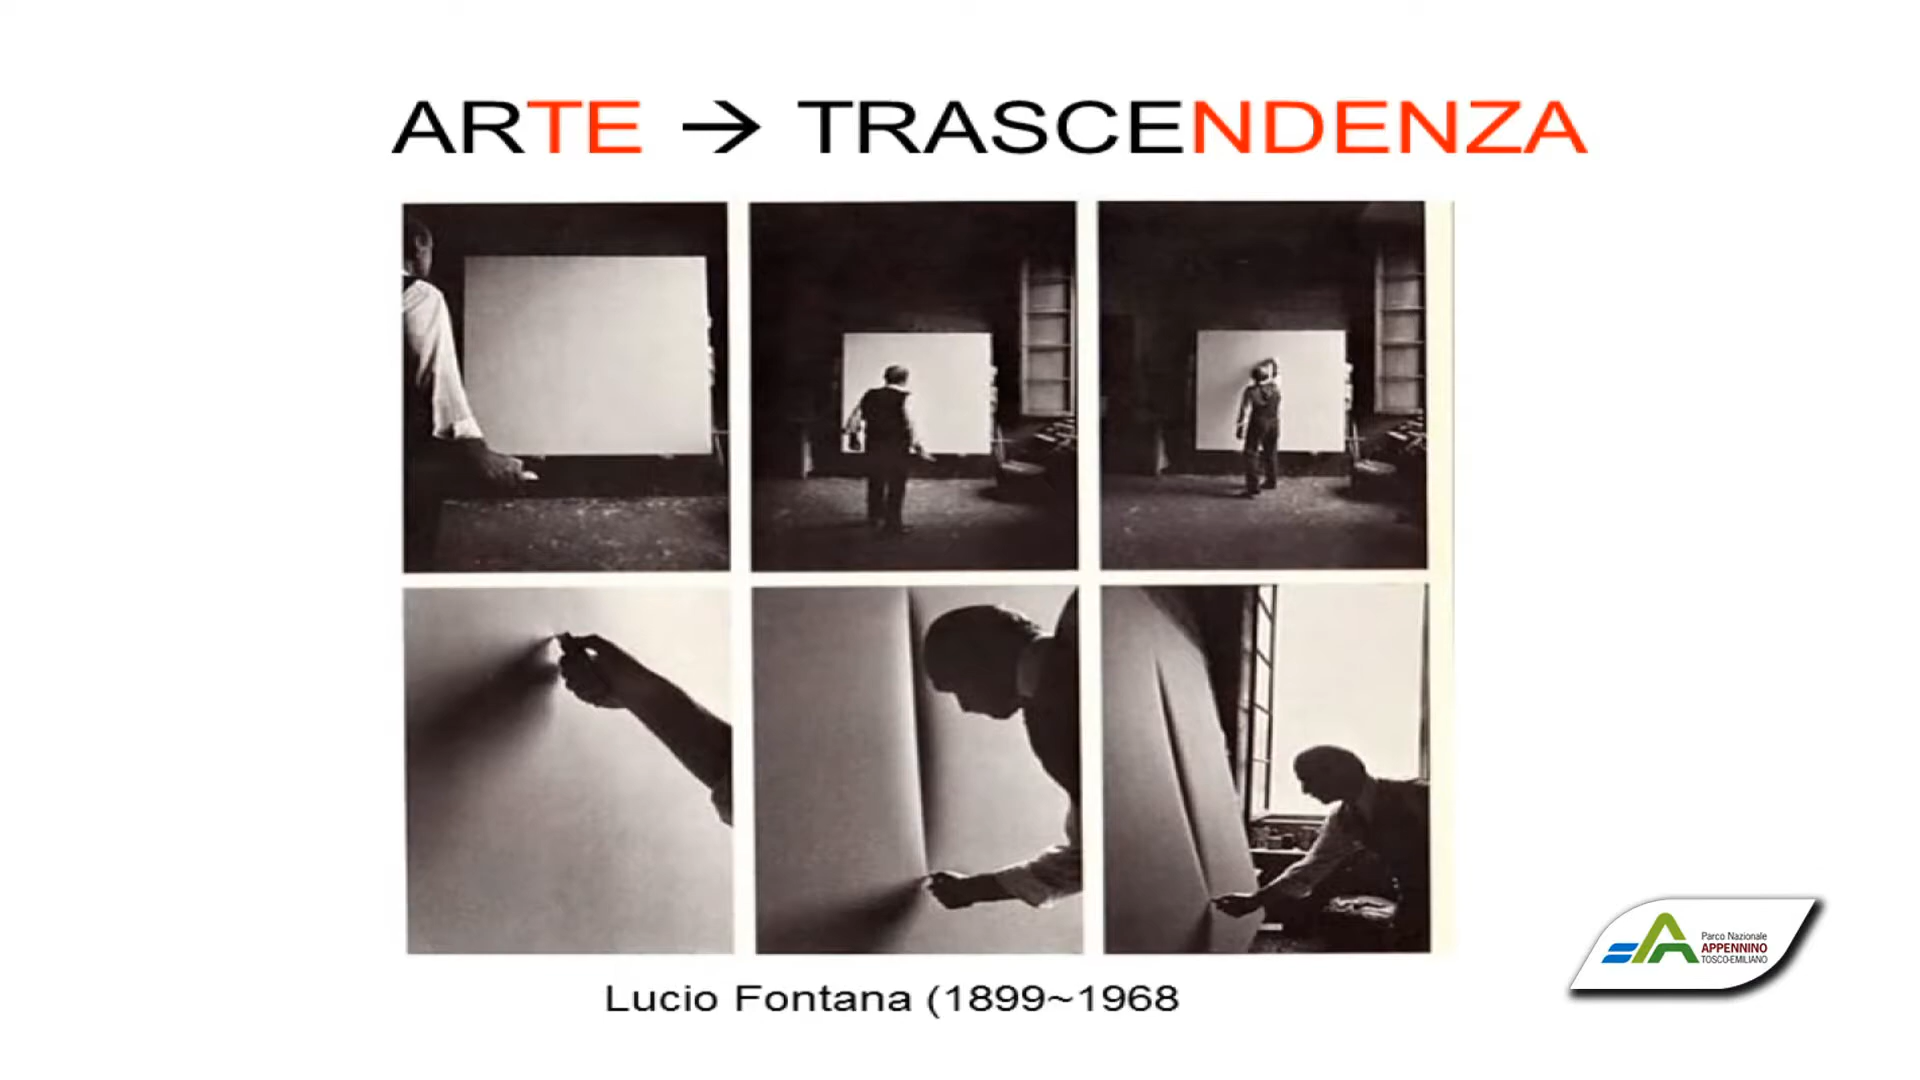 ARTE → TRASCENDENZA
Lucio Fontana (1899~1968
Parco Nazionale
APPENNINO
TOSCO-EMILIANO